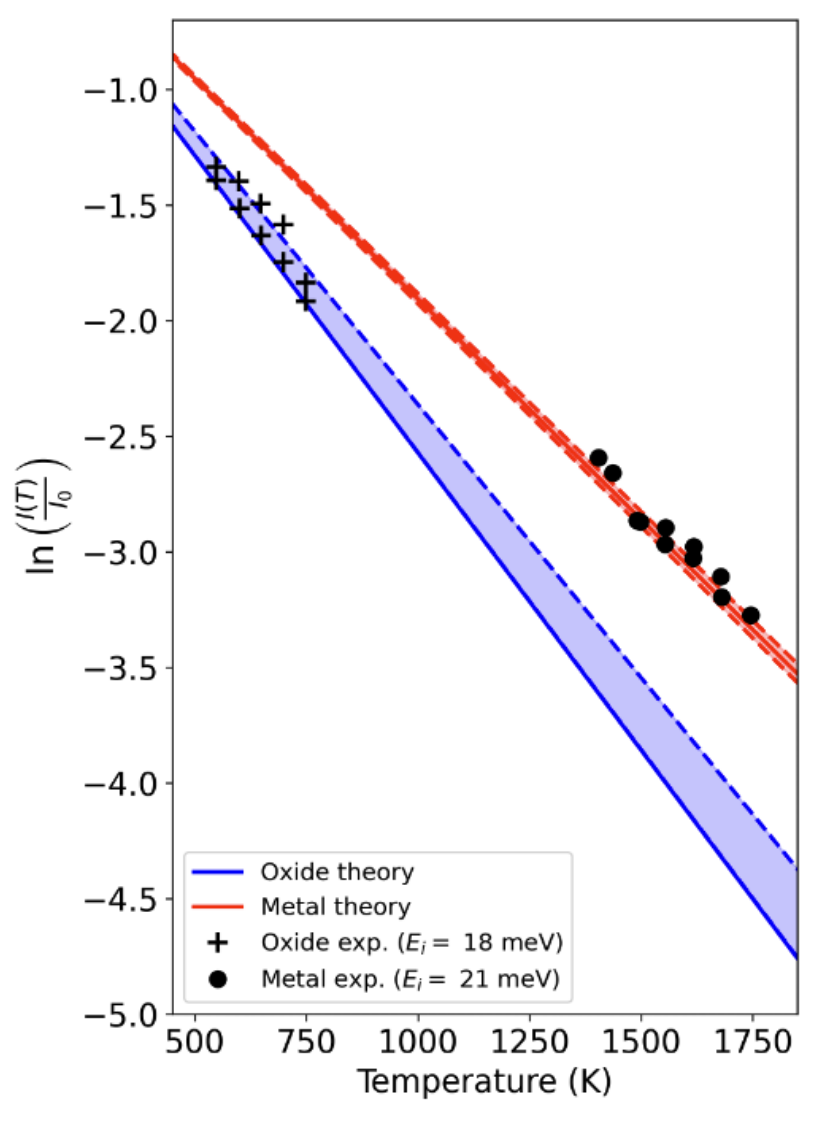 ln (I(T)/I₀)
−1.0
−1.5
−2.0
−2.5
−3.0
−3.5
−4.0
−4.5
−5.0
Oxide theory
Metal theory
Oxide exp. (Eᵢ = 18 meV)
Metal exp. (Eᵢ = 21 meV)
500 750 1000 1250 1500 1750
Temperature (K)